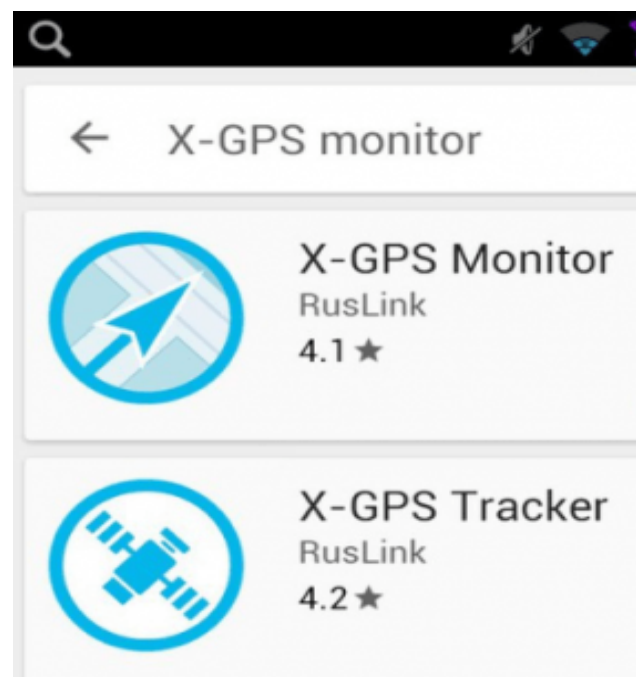 X-GPS monitor
X-GPS Monitor
RusLink
4.1★
X-GPS Tracker
RusLink
4.2★